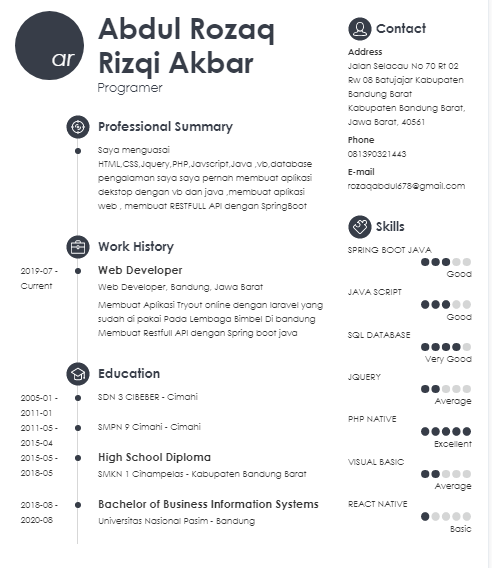 ar
Abdul Rozaq
Rizqi Akbar
Programer
Professional Summary
Saya menguasai
HTML,CSS,Jquery,PHP,Javscript,Java ,vb,database
pengalaman saya saya pernah membuat aplikasi
dekstop dengan vb dan java ,membuat aplikasi
web , membuat RESTFULL API dengan SpringBoot
Work History
2019-07 -
Current
Web Developer
Web Developer, Bandung, Jawa Barat
Membuat Aplikasi Tryout online dengan laravel yang
sudah di pakai Pada Lembaga Bimbel Di bandung
Membuat Restfull API dengan Spring boot java
Education
2005-01 -
2011-01
SDN 3 CIBEBER - Cimahi
2011-05 -
2015-04
SMPN 9 Cimahi - Cimahi
2015-05 -
2018-05
High School Diploma
SMKN 1 Cihampelas - Kabupaten Bandung Barat
2018-08 -
2020-08
Bachelor of Business Information Systems
Universitas Nasional Pasim - Bandung
Contact
Address
Jalan Selacau No 70 Rt 02
Rw 08 Batujajar Kabupaten
Bandung Barat
Kabupaten Bandung Barat,
Jawa Barat, 40561
Phone
081390321443
E-mail
rozaqabdul678@gmail.com
Skills
SPRING BOOT JAVA
Good
JAVA SCRIPT
Good
SQL DATABASE
Very Good
JQUERY
Average
PHP NATIVE
Excellent
VISUAL BASIC
Average
REACT NATIVE
Basic